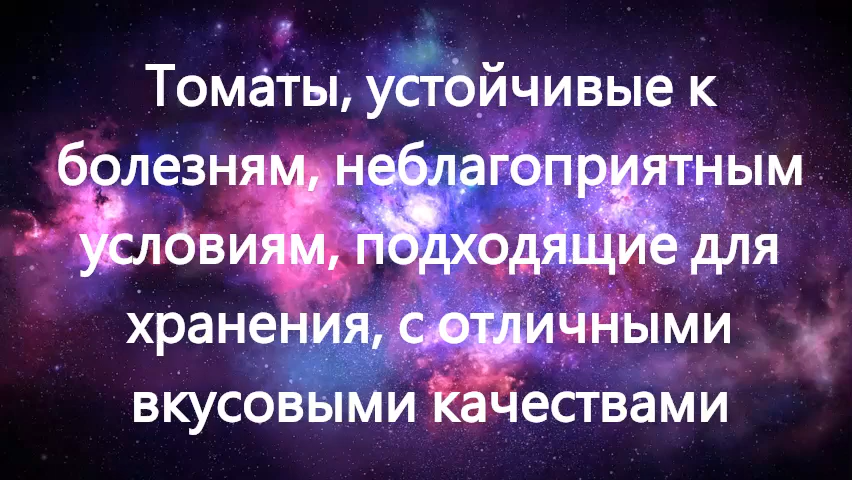 Томаты, устойчивые к
болезням, неблагоприятным
условиям, подходящие для
хранения, с отличными
вкусовыми качествами